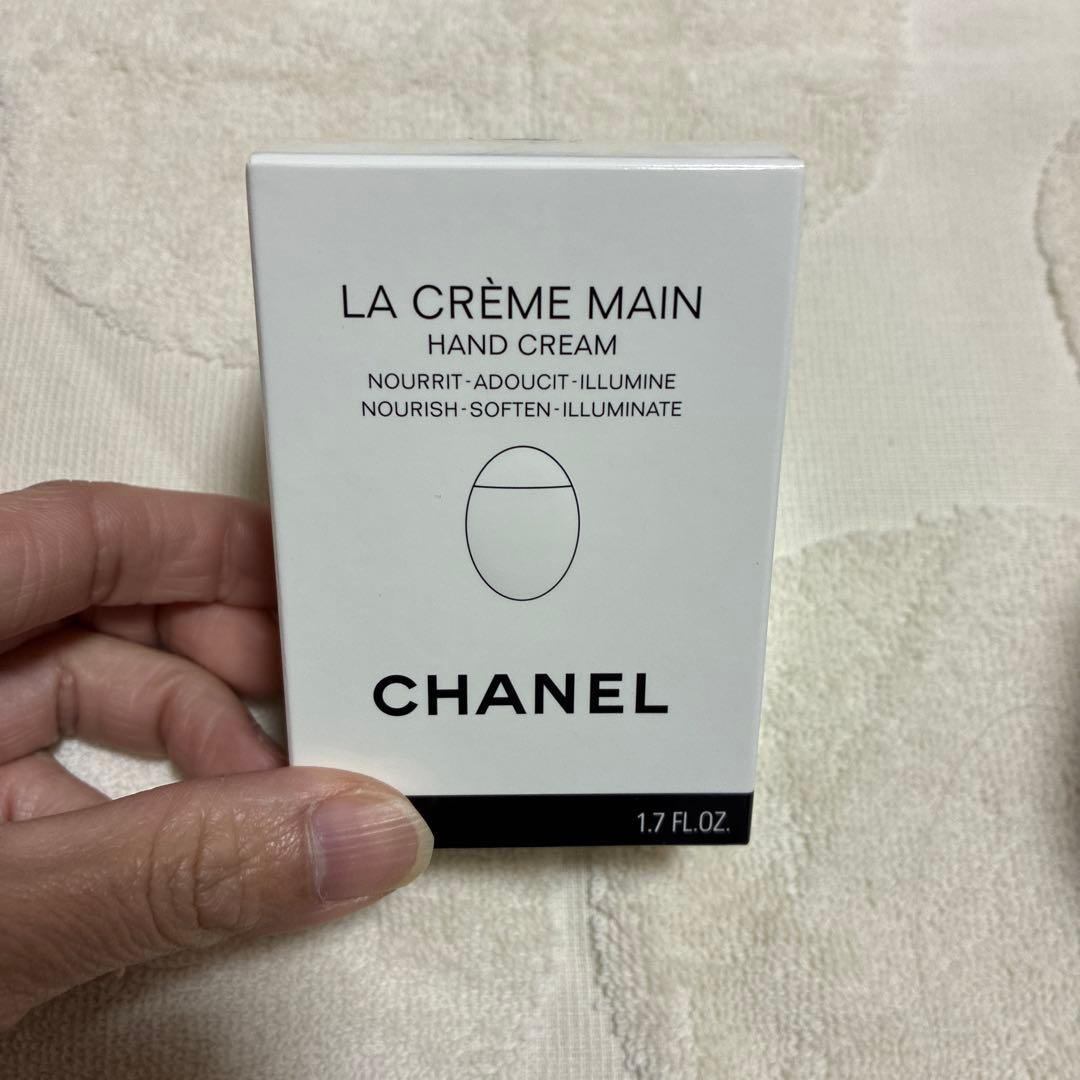 LA CRÈME MAIN
HAND CREAM
NOURRIT-ADOUCIT-ILLUMINE
NOURISH-SOFTEN-ILLUMINATE
CHANEL
1.7 FL.OZ.